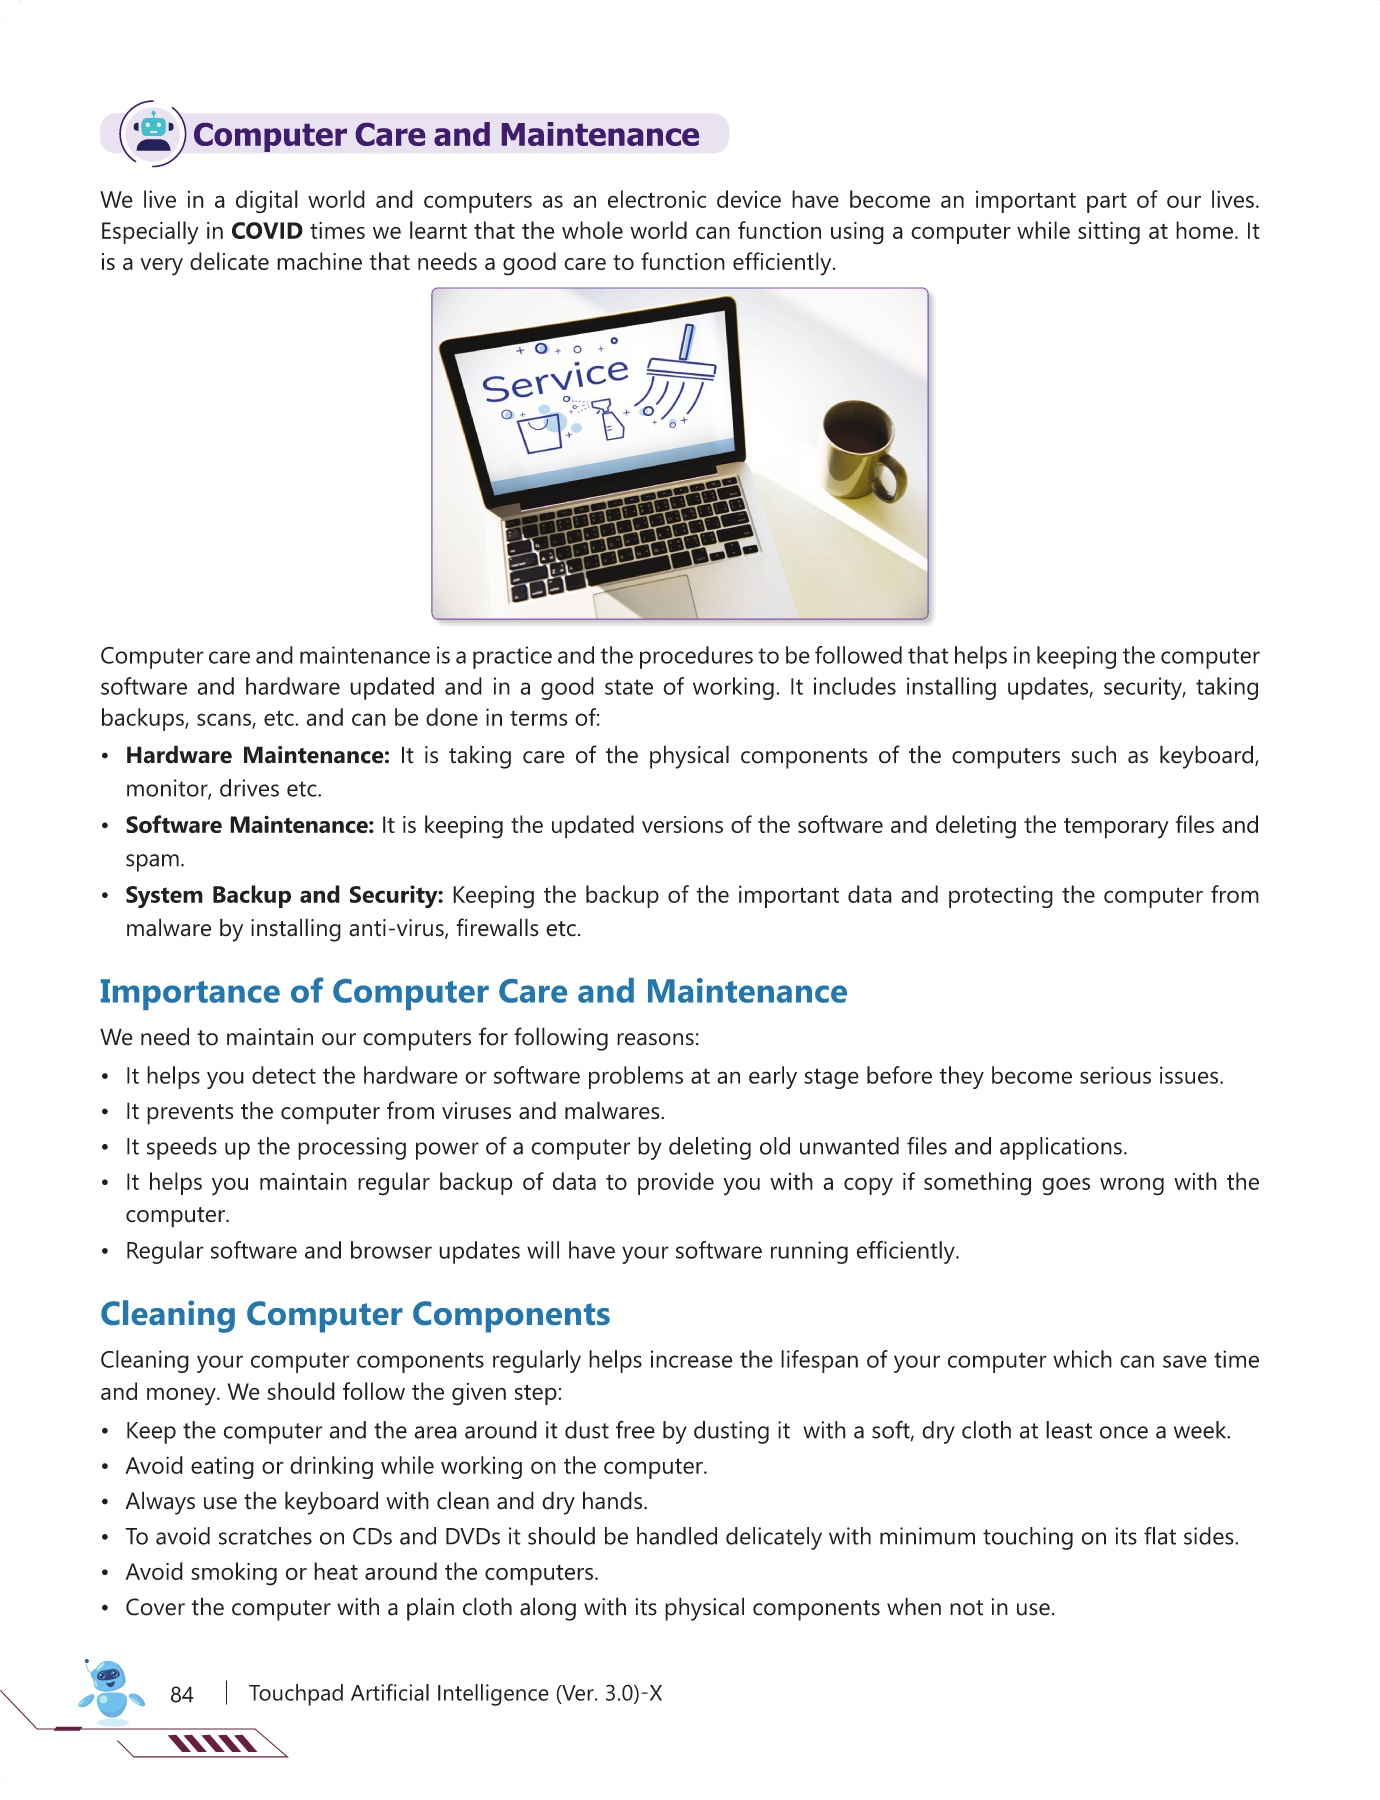 Computer Care and Maintenance
We live in a digital world and computers as an electronic device have become an important part of our lives.
Especially in COVID times we learnt that the whole world can function using a computer while sitting at home. It
is a very delicate machine that needs a good care to function efficiently.
Service
Computer care and maintenance is a practice and the procedures to be followed that helps in keeping the computer
software and hardware updated and in a good state of working. It includes installing updates, security, taking
backups, scans, etc. and can be done in terms of:
• Hardware Maintenance: It is taking care of the physical components of the computers such as keyboard,
monitor, drives etc.
• Software Maintenance: It is keeping the updated versions of the software and deleting the temporary files and
spam.
• System Backup and Security: Keeping the backup of the important data and protecting the computer from
malware by installing anti-virus, firewalls etc.
Importance of Computer Care and Maintenance
We need to maintain our computers for following reasons:
• It helps you detect the hardware or software problems at an early stage before they become serious issues.
• It prevents the computer from viruses and malwares.
• It speeds up the processing power of a computer by deleting old unwanted files and applications.
• It helps you maintain regular backup of data to provide you with a copy if something goes wrong with the
computer.
• Regular software and browser updates will have your software running efficiently.
Cleaning Computer Components
Cleaning your computer components regularly helps increase the lifespan of your computer which can save time
and money. We should follow the given step:
• Keep the computer and the area around it dust free by dusting it with a soft, dry cloth at least once a week.
• Avoid eating or drinking while working on the computer.
• Always use the keyboard with clean and dry hands.
• To avoid scratches on CDs and DVDs it should be handled delicately with minimum touching on its flat sides.
• Avoid smoking or heat around the computers.
• Cover the computer with a plain cloth along with its physical components when not in use.
84 | Touchpad Artificial Intelligence (Ver. 3.0)-X